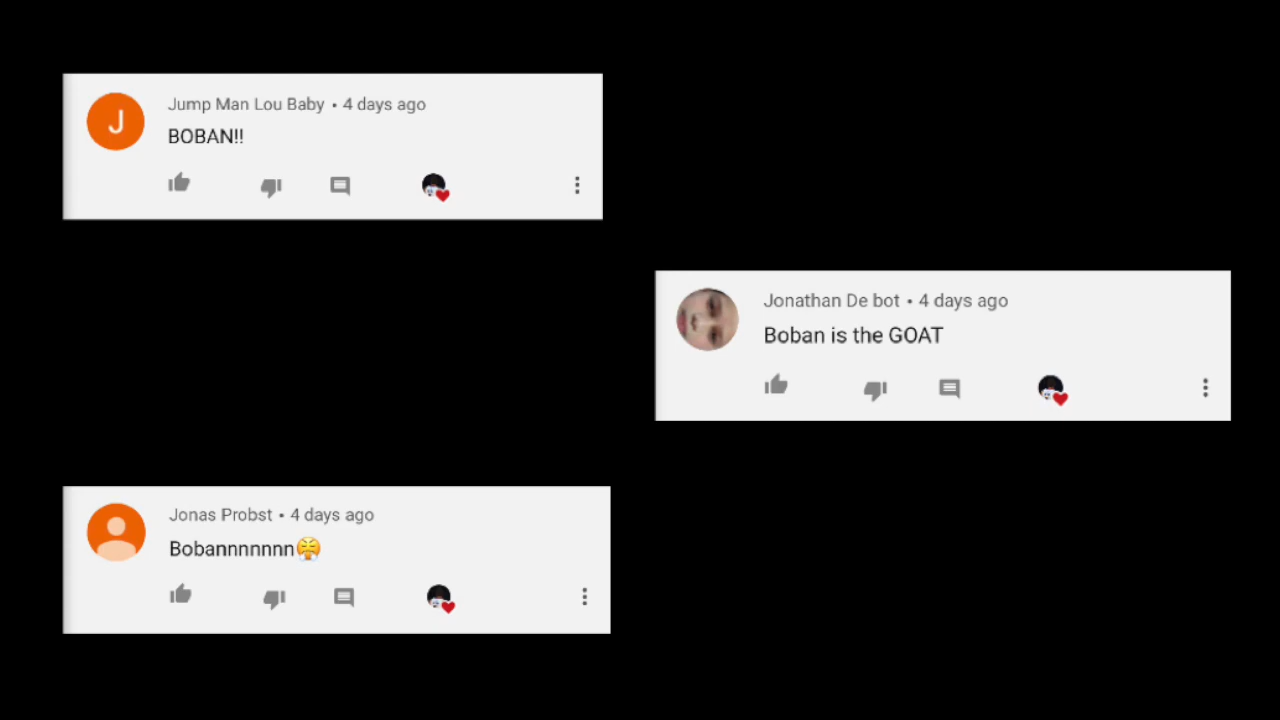 J
Jump Man Lou Baby • 4 days ago
BOBAN!!
Jonathan De bot • 4 days ago
Boban is the GOAT
Jonas Probst • 4 days ago
Bobannnnnnn😤